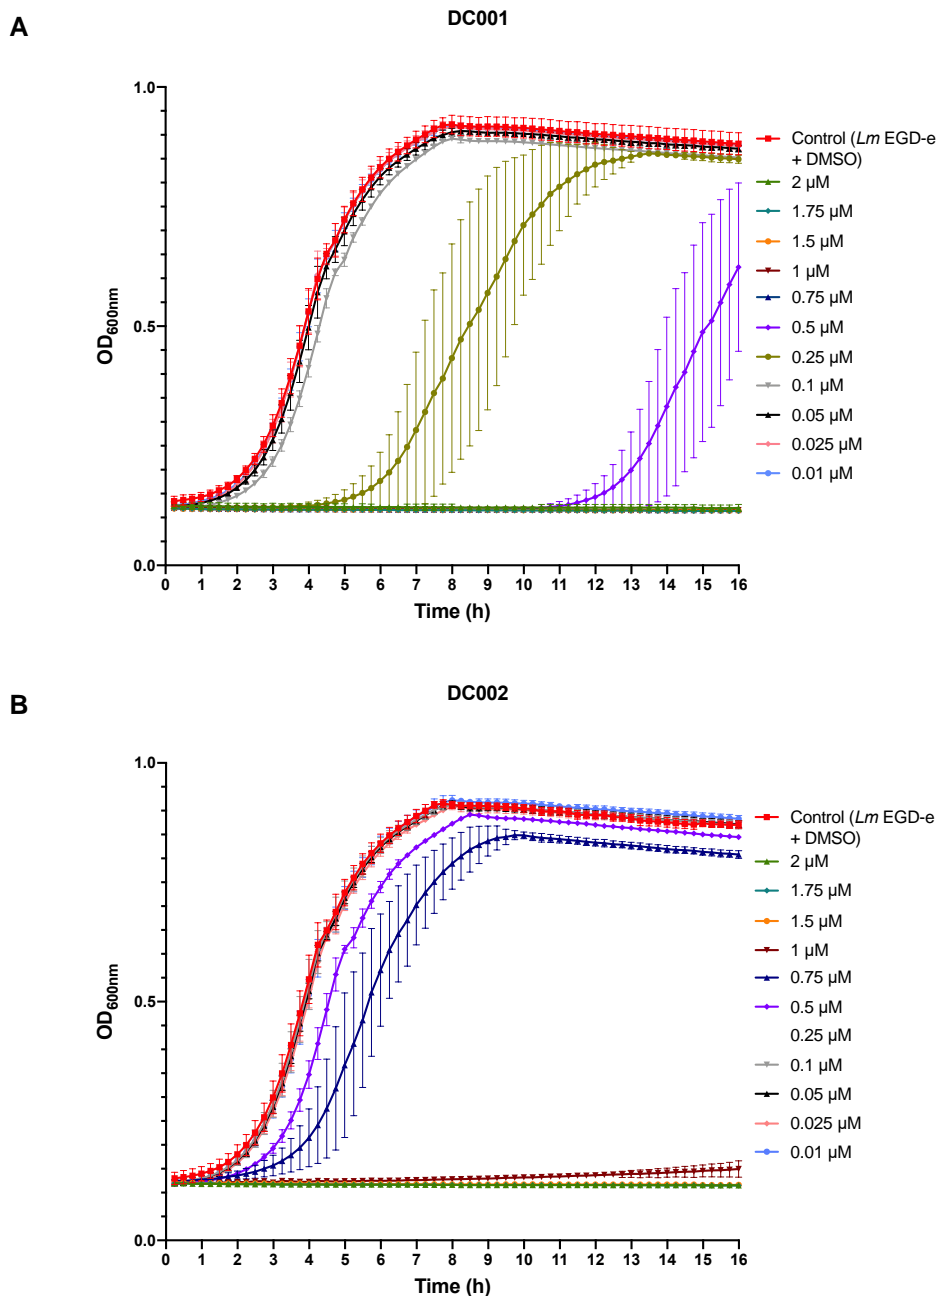 A
DC001
OD600nm
1.0
0.5
0.0
0 1 2 3 4 5 6 7 8 9 10 11 12 13 14 15 16
Time (h)
Control (Lm EGD-e
+ DMSO)
2 µM
1.75 µM
1.5 µM
1 µM
0.75 µM
0.5 µM
0.25 µM
0.1 µM
0.05 µM
0.025 µM
0.01 µM
B
DC002
OD600nm
1.0
0.5
0.0
0 1 2 3 4 5 6 7 8 9 10 11 12 13 14 15 16
Time (h)
Control (Lm EGD-e
+ DMSO)
2 µM
1.75 µM
1.5 µM
1 µM
0.75 µM
0.5 µM
0.25 µM
0.1 µM
0.05 µM
0.025 µM
0.01 µM